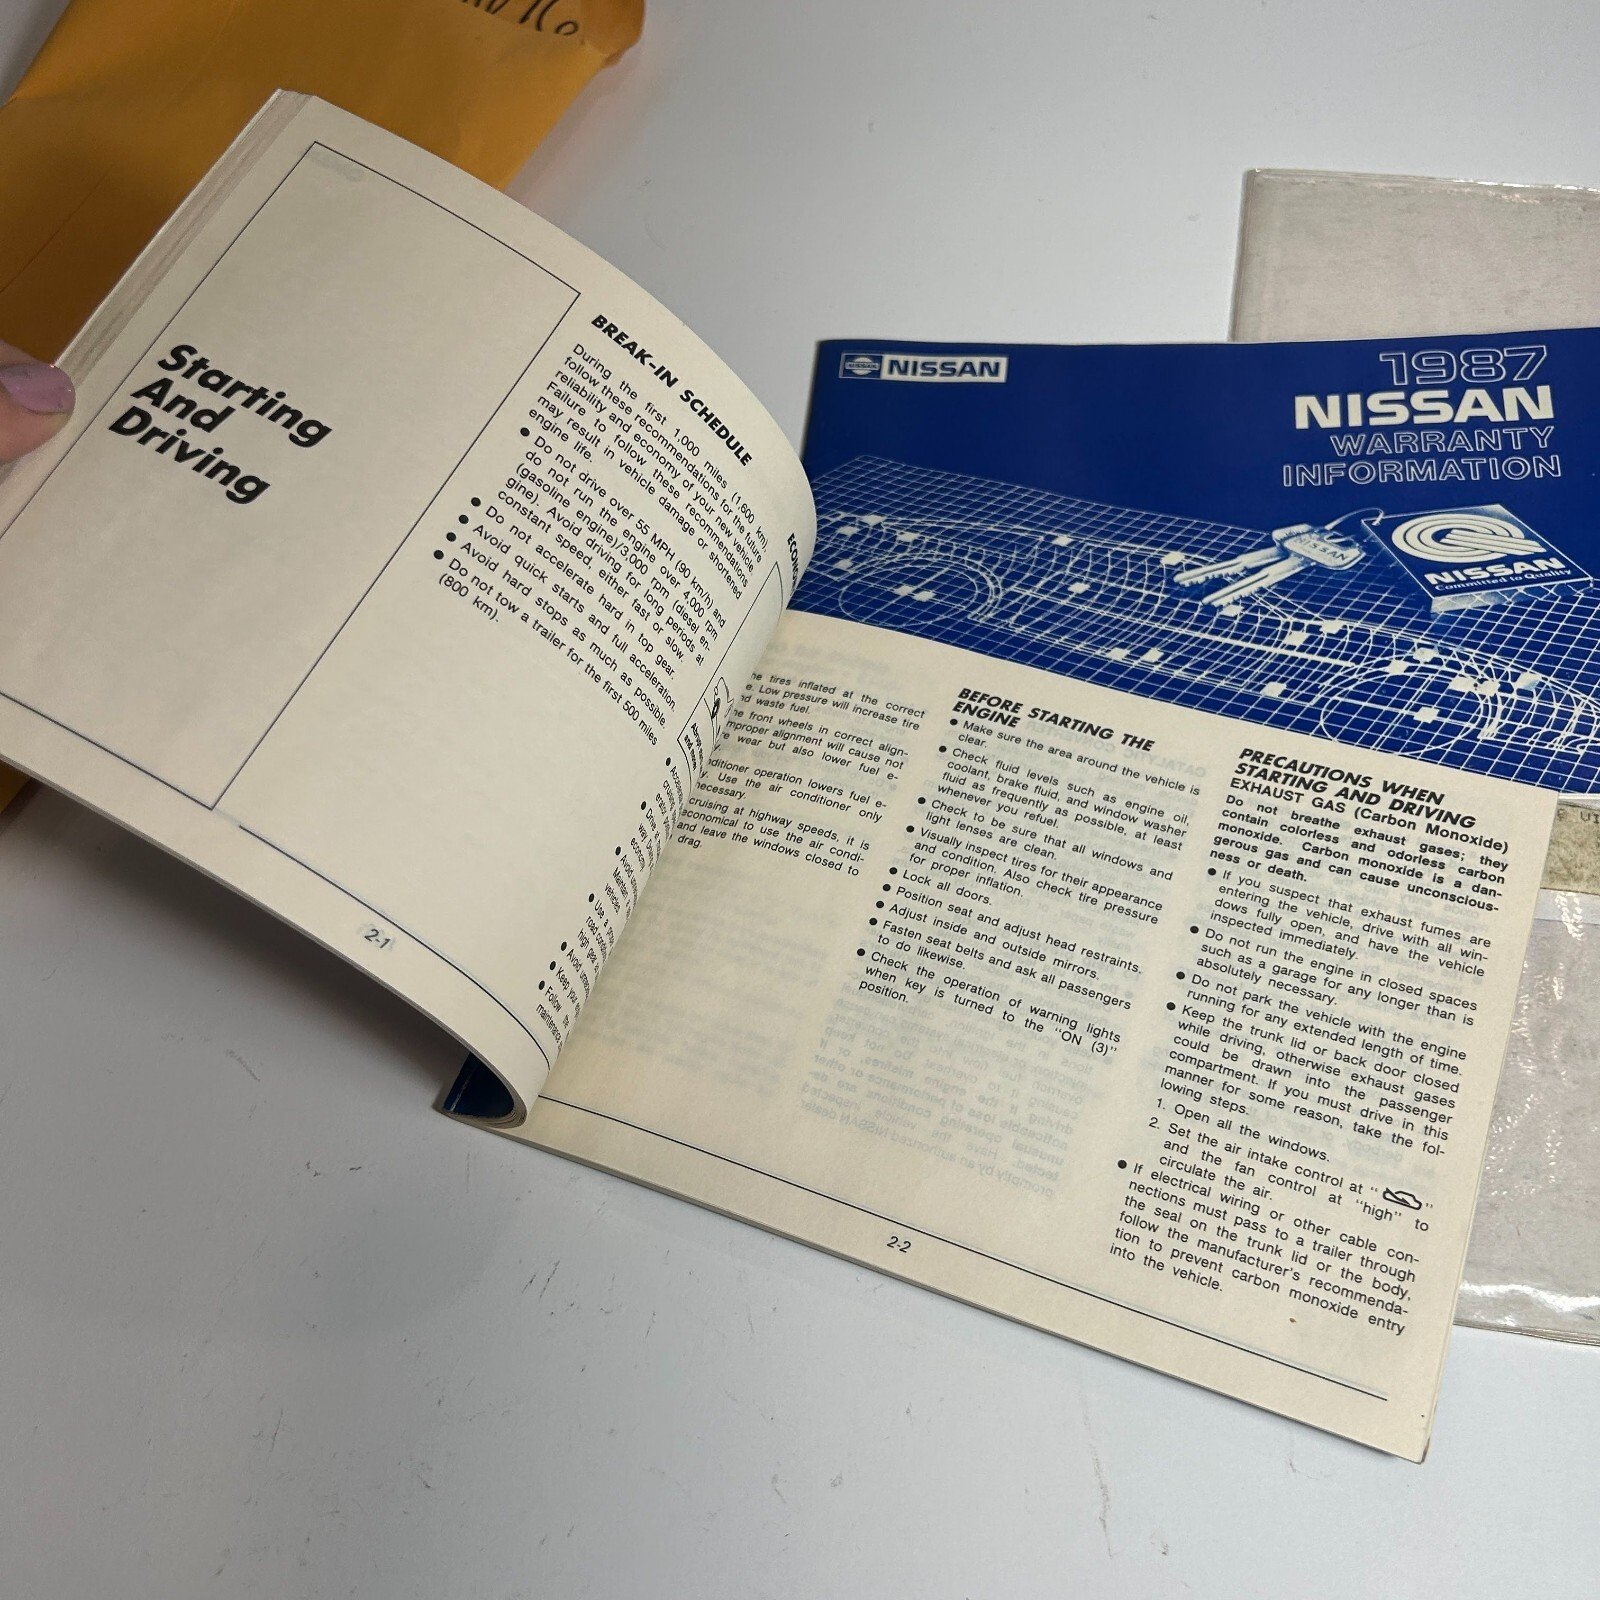 Starting
And
Driving
BREAK-IN SCHEDULE
During the first 1,000 miles (1,600 km),
follow these recommendations for the future
reliability and economy of your new vehicle.
Failure to follow these recommendations
may result in vehicle damage or shortened
engine life.
● Do not drive over 55 MPH (90 km/h) and
do not run the engine over 4,000 rpm
(gasoline engine)/3,000 rpm (diesel en-
gine). Avoid driving for long periods at
constant speed, either fast or slow.
● Do not accelerate hard in top gear.
● Avoid quick starts and full acceleration.
● Avoid hard stops as much as possible.
● Do not tow a trailer for the first 500 miles
(800 km).
2-1
tires inflated at the correct
Low pressure will increase tire
waste fuel.
front wheels in correct align-
improper alignment will cause not
wear but also lower fuel e-
operation lowers fuel e-
Use the air conditioner only
necessary.
cruising at highway speeds, it is
economical to use the air condi-
and leave the windows closed to
drag.
BEFORE STARTING THE
ENGINE
● Make sure the area around the vehicle is
clear.
● Check fluid levels such as engine oil,
coolant, brake fluid, and window washer
fluid as frequently as possible, at least
whenever you refuel.
● Check to be sure that all windows and
light lenses are clean.
● Visually inspect tires for their appearance
and condition. Also check tire pressure
for proper inflation.
● Lock all doors.
● Position seat and adjust head restraints.
● Adjust inside and outside mirrors.
● Fasten seat belts and ask all passengers
to do likewise.
● Check the operation of warning lights
when key is turned to the "ON (3)"
position.
PRECAUTIONS WHEN
STARTING AND DRIVING
EXHAUST GAS (Carbon Monoxide)
Do not breathe exhaust gases; they
contain colorless and odorless carbon
monoxide. Carbon monoxide is a dan-
gerous gas and can cause unconscious-
ness or death.
● If you suspect that exhaust fumes are
entering the vehicle, drive with all win-
dows fully open, and have the vehicle
inspected immediately.
● Do not run the engine in closed spaces
such as a garage for any longer than is
absolutely necessary.
● Do not park the vehicle with the engine
running for any extended length of time.
● Keep the trunk lid or back door closed
while driving, otherwise exhaust gases
could be drawn into the passenger
compartment. If you must drive in this
manner for some reason, take the fol-
lowing steps.
1. Open all the windows.
2. Set the air intake control at " "
and the fan control at "high" to
circulate the air.
● If electrical wiring or other cable con-
nections must pass to a trailer through
the seal on the trunk lid or the body,
follow the manufacturer's recommenda-
tion to prevent carbon monoxide entry
into the vehicle.
2-2
NISSAN
1987
NISSAN
WARRANTY
INFORMATION
NISSAN
NISSAN
Committed to Quality